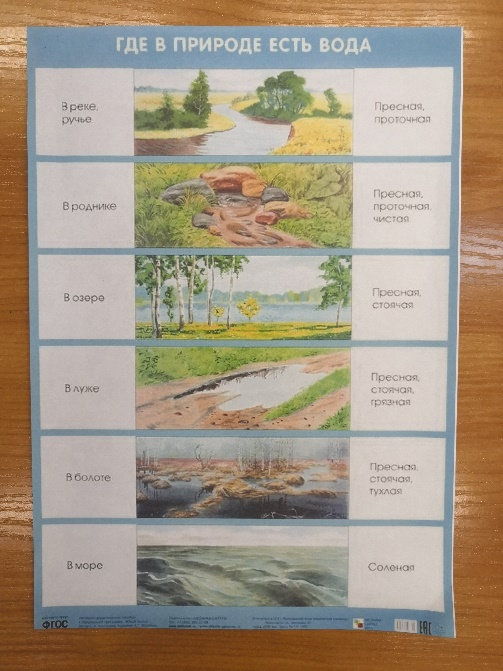 ГДЕ В ПРИРОДЕ ЕСТЬ ВОДА
В реке,
ручье
Пресная,
проточная
В роднике
Пресная,
проточная,
чистая
В озере
Пресная,
стоячая
В луже
Пресная,
стоячая,
грязная
В болоте
Пресная,
стоячая,
тухлая
В море
Соленая
ФГОС
ЕАС